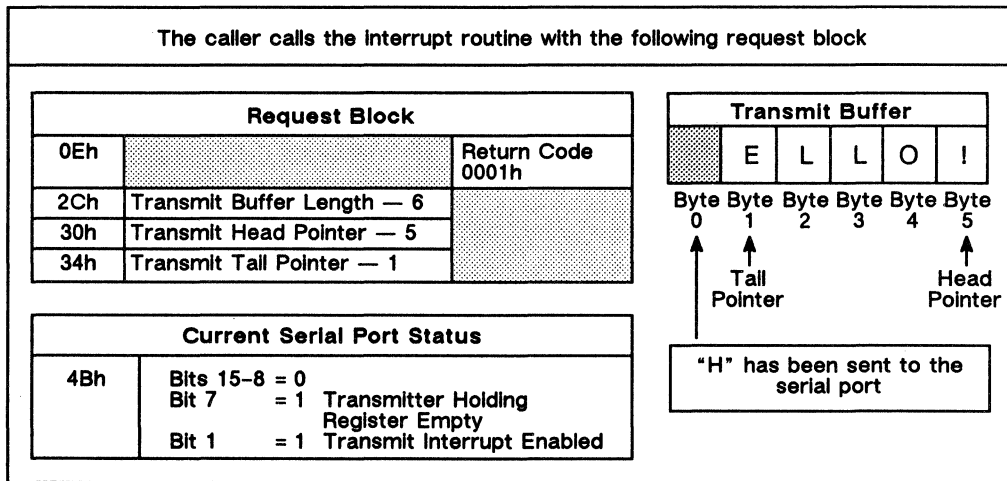 The caller calls the interrupt routine with the following request block
Request Block
0Eh Return Code
0001h
2Ch Transmit Buffer Length — 6
30h Transmit Head Pointer — 5
34h Transmit Tail Pointer — 1
Transmit Buffer
E L L O !
Byte Byte Byte Byte Byte Byte
0 1 2 3 4 5
Tail
Pointer
Head
Pointer
"H" has been sent to the
serial port
Current Serial Port Status
4Bh Bits 15-8 = 0
Bit 7 = 1 Transmitter Holding
Register Empty
Bit 1 = 1 Transmit Interrupt Enabled